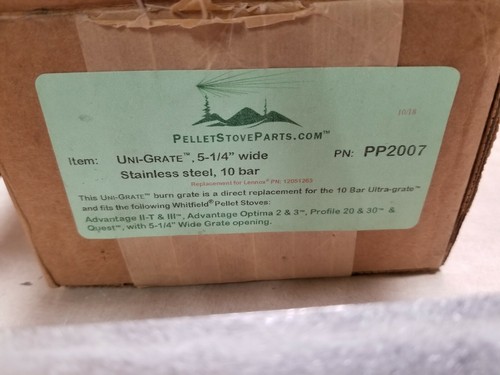 10/18
PELLETSTOVEPARTS.COM™
Item: UNI-GRATE™, 5-1/4" wide PN: PP2007
Stainless steel, 10 bar
Replacement for Lennox® PN: 12051202
This UNI-GRATE™ burn grate is a direct replacement for the 10 Bar Ultra-grate™
and fits the following Whitfield® Pellet Stoves:
Advantage II-T & III™, Advantage Optima 2 & 3™, Profile 20 & 30™ &
Quest™, with 5-1/4" Wide Grate opening.